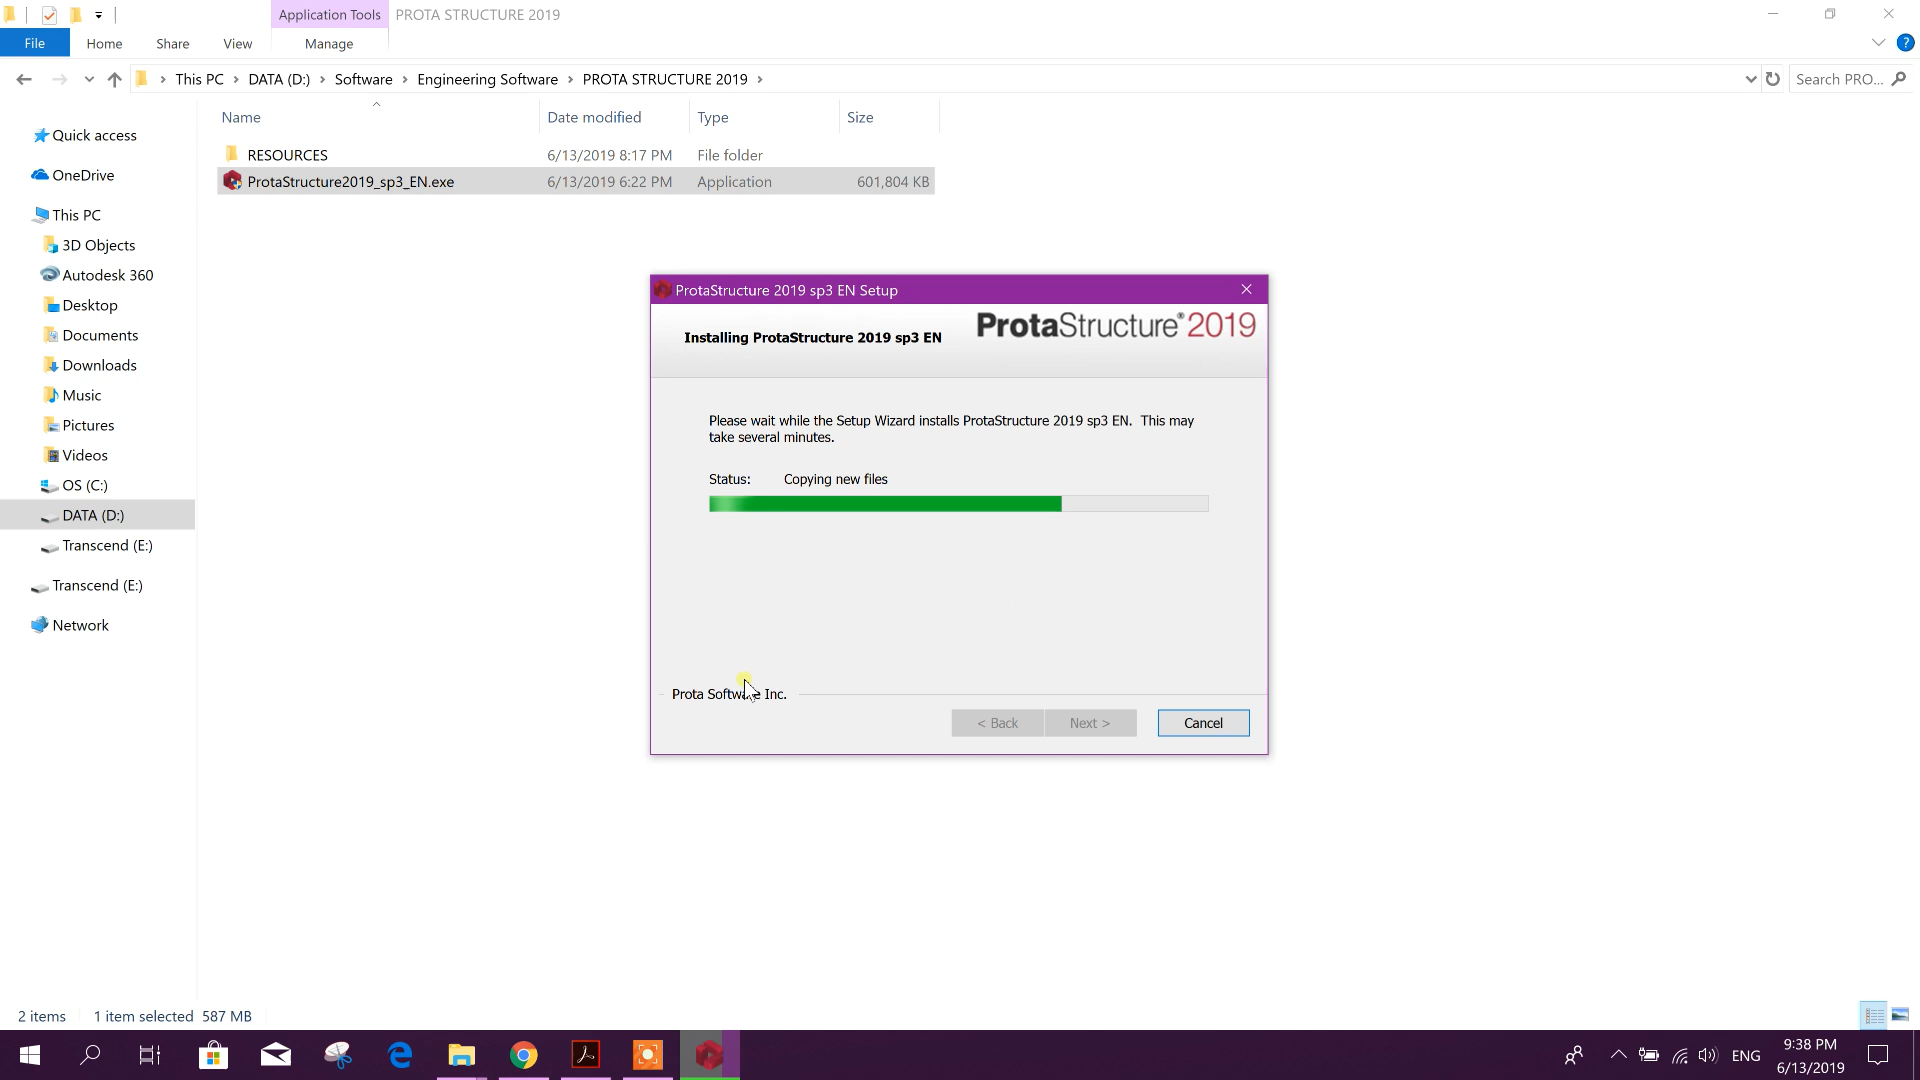 Application Tools PROTA STRUCTURE 2019
File Home Share View Manage
This PC DATA (D:) Software Engineering Software PROTA STRUCTURE 2019
Search PRO...
Name Date modified Type Size
RESOURCES 6/13/2019 8:17 PM File folder
ProtaStructure2019_sp3_EN.exe 6/13/2019 6:22 PM Application 601,804 KB
Quick access
OneDrive
This PC
3D Objects
Autodesk 360
Desktop
Documents
Downloads
Music
Pictures
Videos
OS (C:)
DATA (D:)
Transcend (E:)
Transcend (E:)
Network
ProtaStructure 2019 sp3 EN Setup
Installing ProtaStructure 2019 sp3 EN
ProtaStructure® 2019
Please wait while the Setup Wizard installs ProtaStructure 2019 sp3 EN. This may
take several minutes.
Status: Copying new files
Prota Software Inc.
< Back Next > Cancel
2 items 1 item selected 587 MB
ENG
9:38 PM
6/13/2019